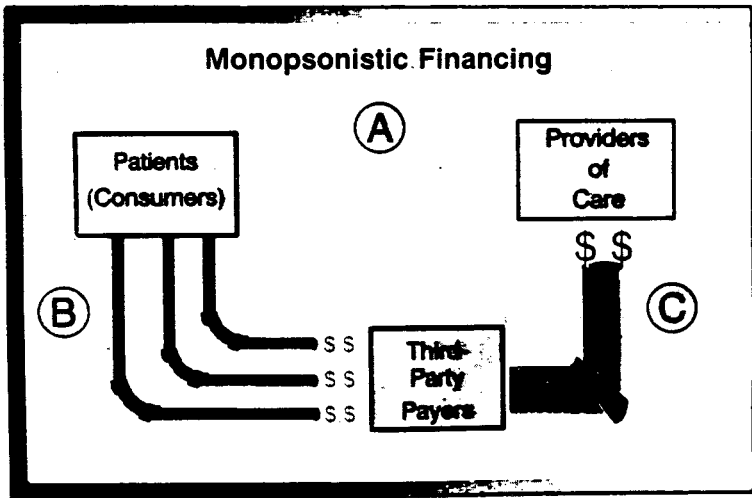 Monopsonistic Financing
A
Patients
(Consumers)
Providers
of
Care
$ $
B
C
$ $
$ $
$ $
Third-
Party
Payers